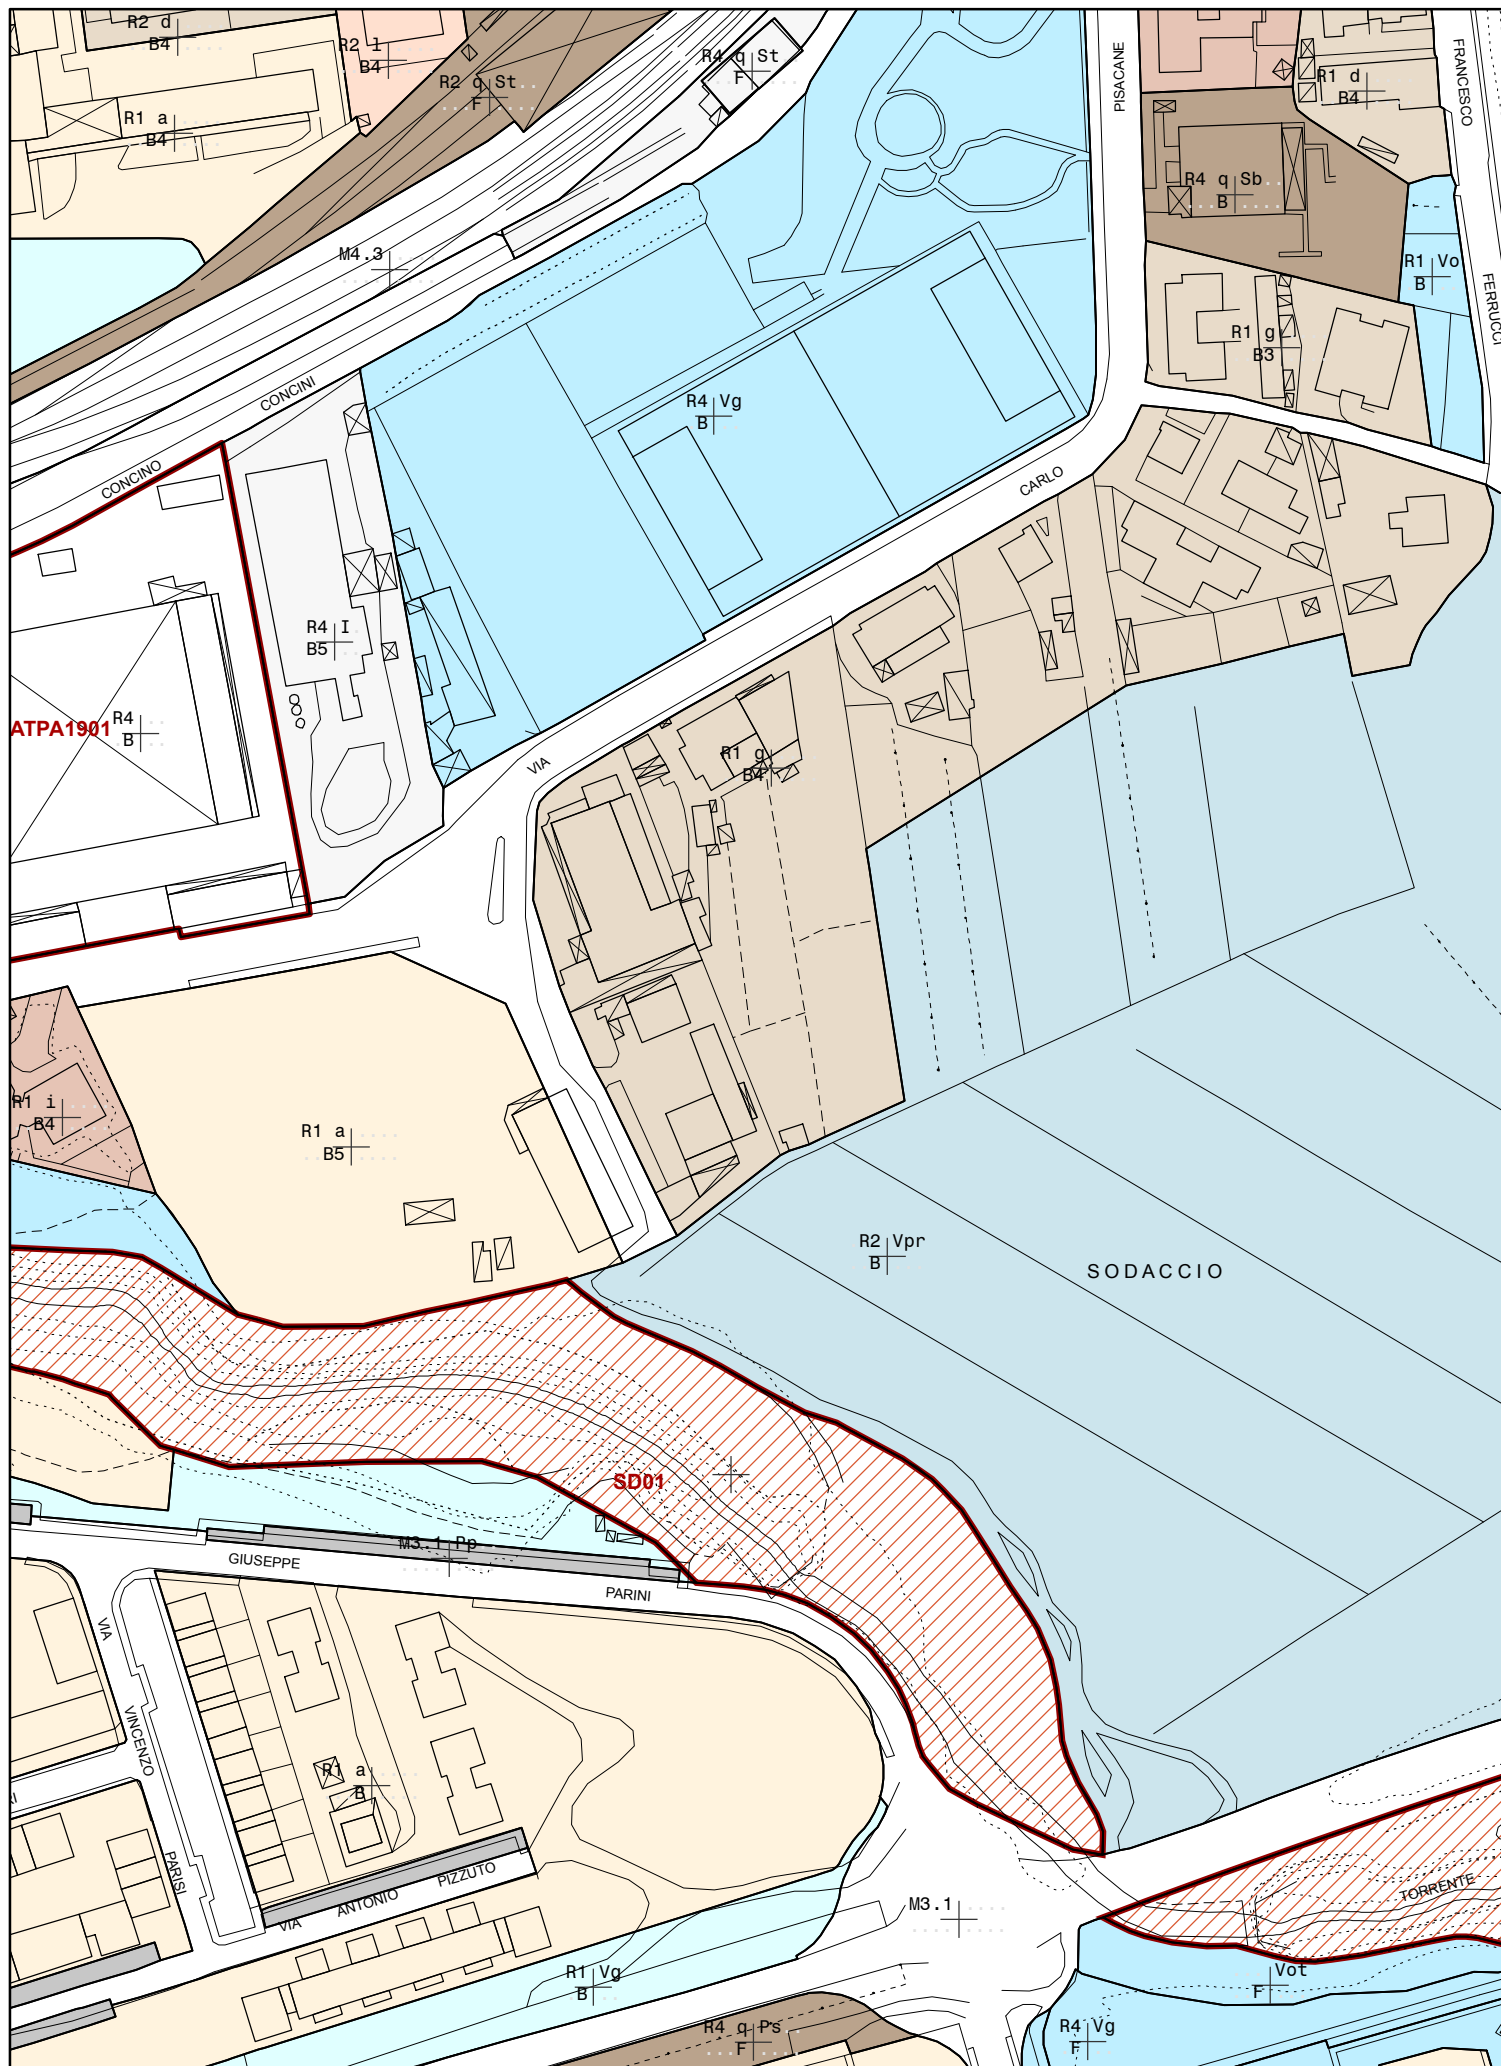 R2 d
B4
R2 l
B4
R2 q St
F
R4 q St
F
PISACANE
FRANCESCO
R1 d
B4
R1 a
B4
R4 q Sb
B
M4.3
R1 Vo
B
FERRUCCI
R1 g
B3
CONCINI
R4 Vg
B
CONCINO
CARLO
R4 I
B5
ATPA1901
R4
B
VIA
R1 g
B4
R1 i
B4
R1 a
B5
R2 Vpr
B
SODACCIO
SD01
M3.1 Pp
GIUSEPPE
PARINI
VIA
VINCENZO
R1 a
B
PARISI
VIA
ANTONIO
PIZZUTO
M3.1
TORRENTE
R1 Vg
B
Vot
F
R4 q Ps
F
R4 Vg
F